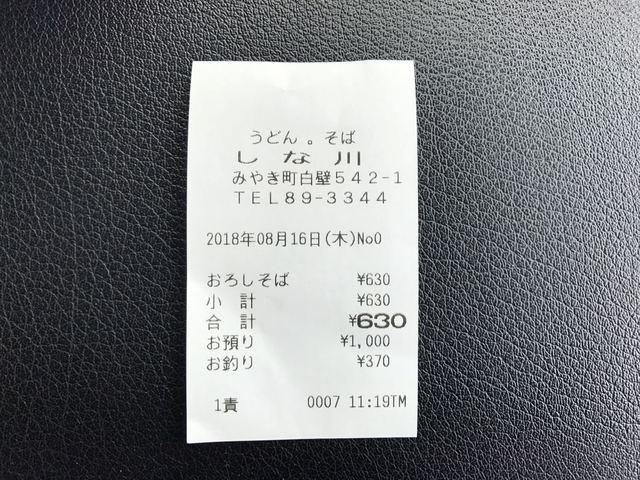 うどん。そば
しな川
みやき町白壁542-1
TEL89-3344
2018年08月16日(木)No0
おろしそば ¥630
小計 ¥630
合計 ¥630
お預り ¥1,000
お釣り ¥370
1責 0007 11:19TM